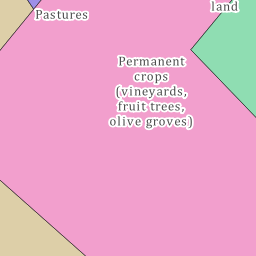 land
Pastures
Permanent
crops
(vineyards,
fruit trees,
olive groves)